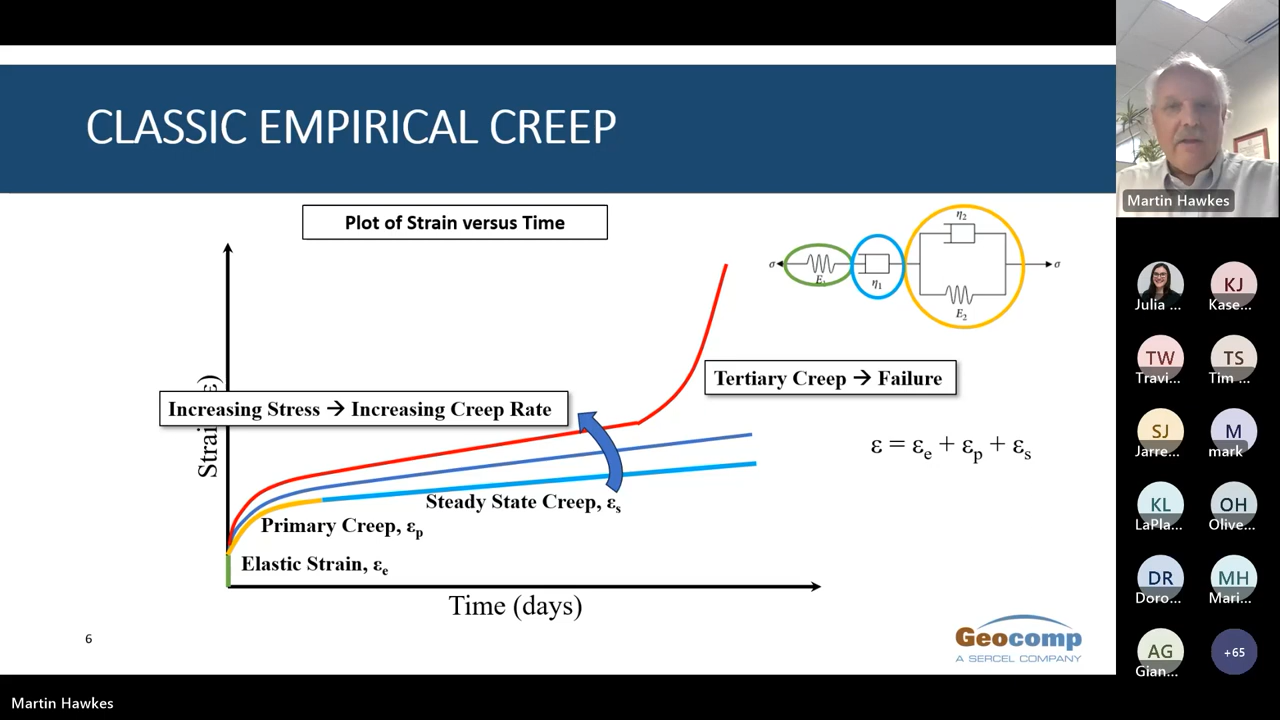 CLASSIC EMPIRICAL CREEP
Plot of Strain versus Time
σ
E₁
η₁
η₂
E₂
σ
Tertiary Creep → Failure
Increasing Stress → Increasing Creep Rate
ε = εₑ + εₚ + εₛ
Steady State Creep, εₛ
Primary Creep, εₚ
Elastic Strain, εₑ
Time (days)
6
Geocomp
A SERCEL COMPANY
Martin Hawkes
Martin Hawkes
Julia ...
KJ
Kase...
TW
Travi...
TS
Tim ...
SJ
Jarre...
M
mark
KL
LaPla...
OH
Olive...
DR
Doro...
MH
Mari...
AG
Gian...
+65